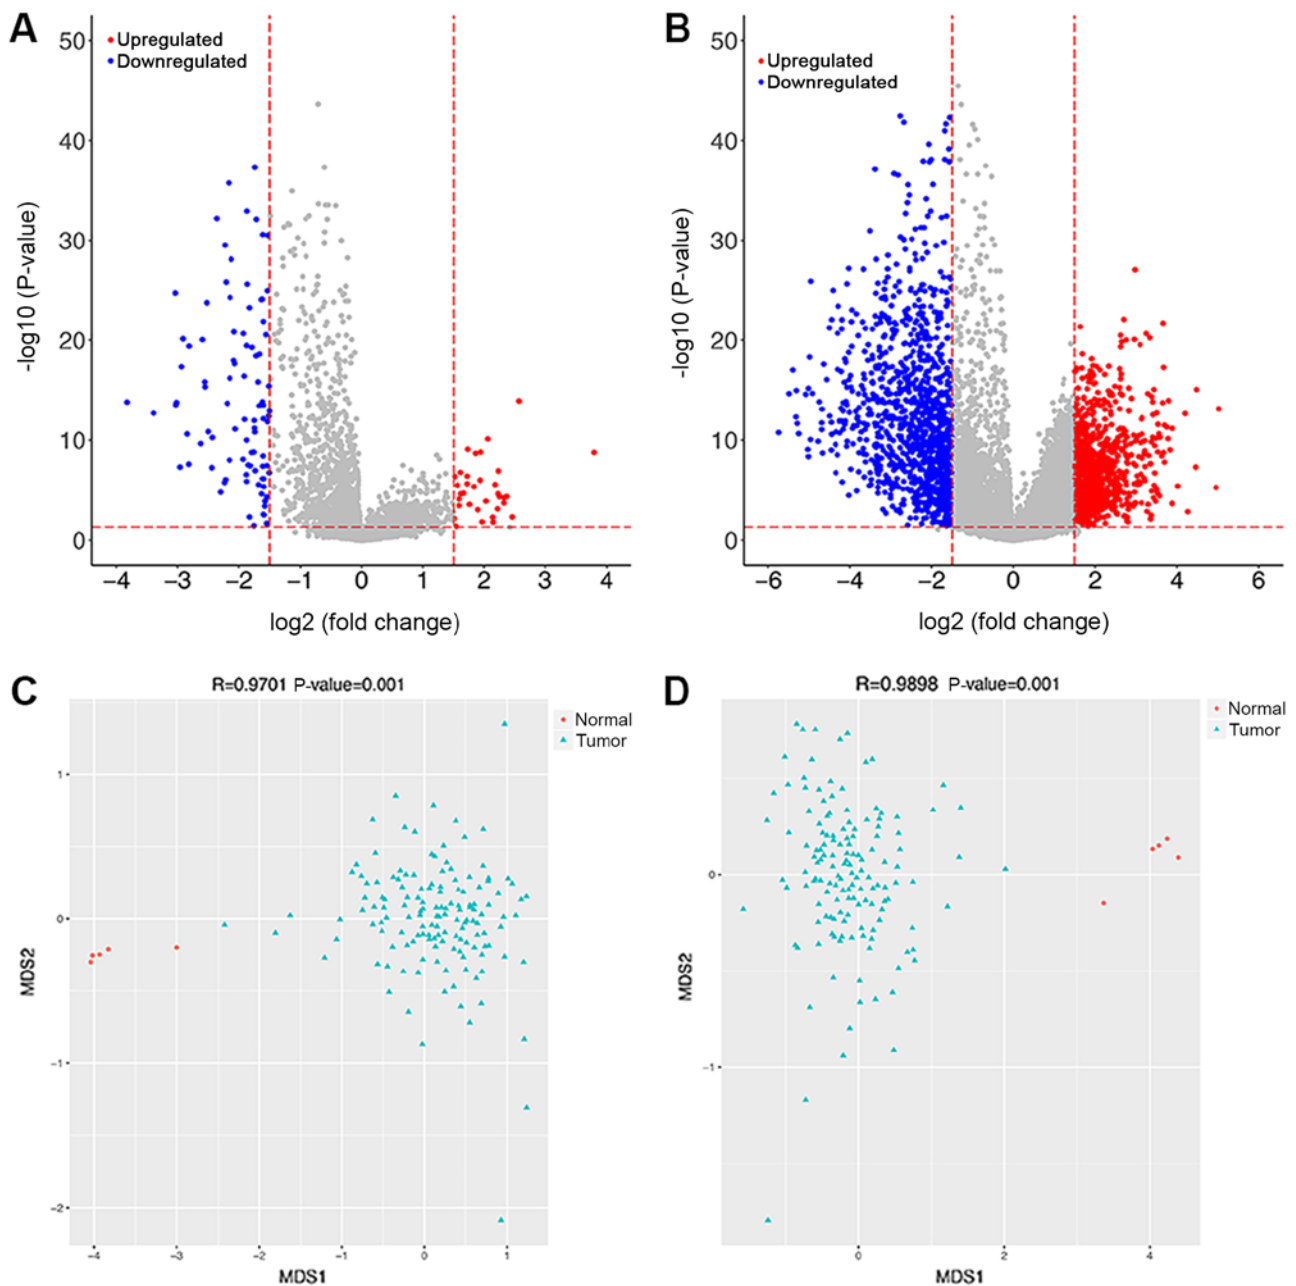 A
Upregulated
Downregulated
50
40
30
20
10
0
-log10 (P-value)
−4 −3 −2 −1 0 1 2 3 4
log2 (fold change)
B
Upregulated
Downregulated
50
40
30
20
10
0
-log10 (P-value)
−6 −4 −2 0 2 4 6
log2 (fold change)
C
R=0.9701 P-value=0.001
Normal
Tumor
1
0
−1
−2
MDS2
−4 −3 −2 −1 0 1
MDS1
D
R=0.9898 P-value=0.001
Normal
Tumor
0
−1
MDS2
0 2 4
MDS1